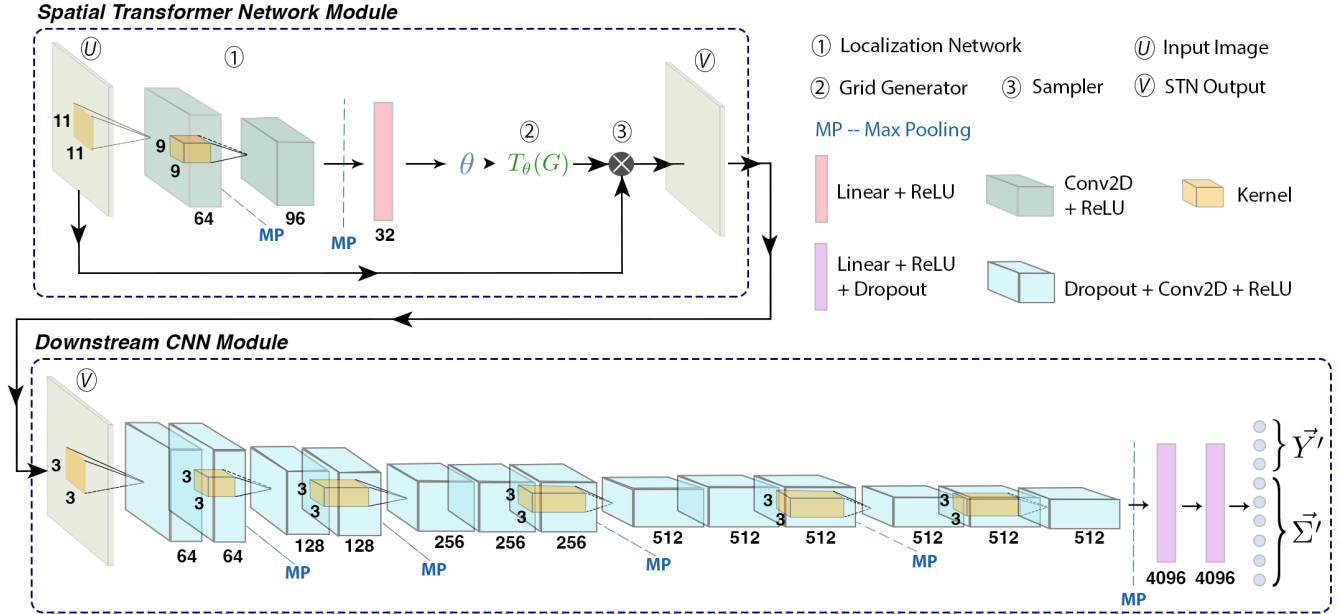 Spatial Transformer Network Module
U
1
V
11
11
9
9
64
96
MP
MP
32
θ
2
T_θ(G)
3
1 Localization Network
U Input Image
2 Grid Generator
3 Sampler
V STN Output
MP -- Max Pooling
Linear + ReLU
Conv2D
+ ReLU
Kernel
Linear + ReLU
+ Dropout
Dropout + Conv2D + ReLU
Downstream CNN Module
V
3
3
3
3
64
64
MP
3
3
128
128
MP
3
3
256
256
256
MP
3
3
512
512
512
MP
3
3
512
512
512
MP
4096
4096
Y⃗′
Σ⃗′